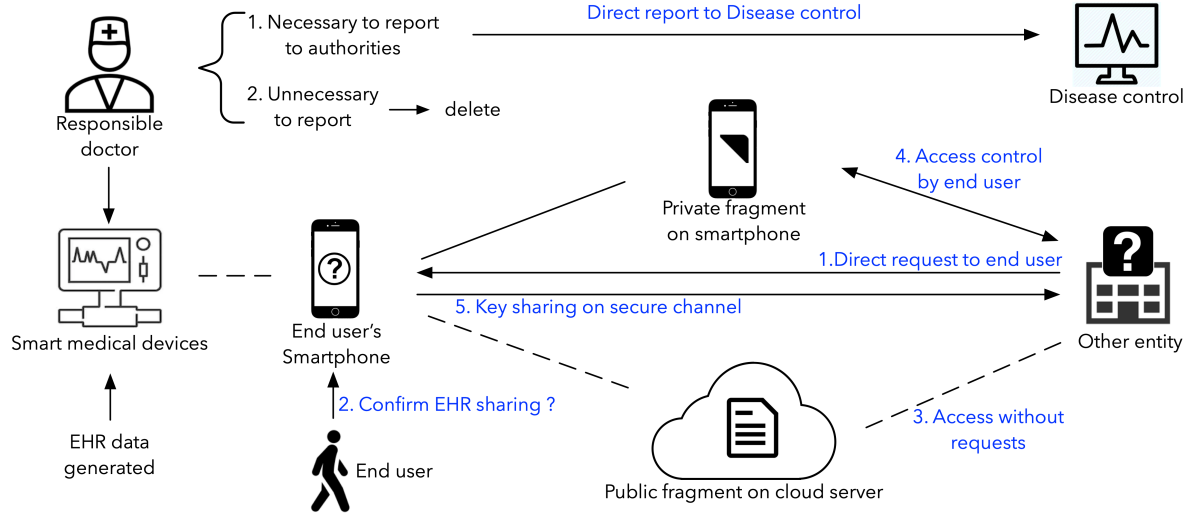 Direct report to Disease control
1. Necessary to report
to authorities
2. Unnecessary
to report
delete
Responsible
doctor
Disease control
4. Access control
by end user
Private fragment
on smartphone
?
?
1.Direct request to end user
5. Key sharing on secure channel
Smart medical devices
End user's
Smartphone
Other entity
2. Confirm EHR sharing ?
3. Access without
requests
EHR data
generated
End user
Public fragment on cloud server